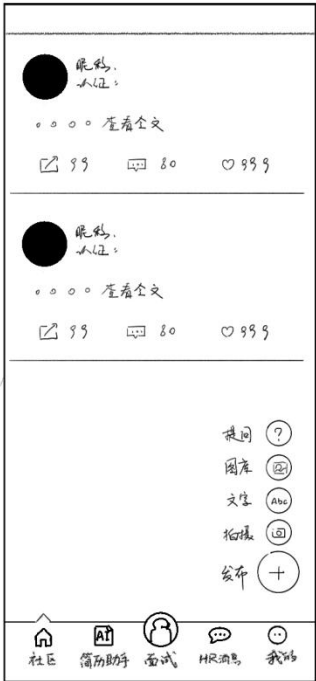 昵称.
认证:
。。。。查看全文
99 80 999
昵称.
认证:
。。。。查看全文
99 80 999
提问 ?
图库
文字 Abc
拍摄
发布 +
AI
社区 简历助手 面试 HR消息 我的